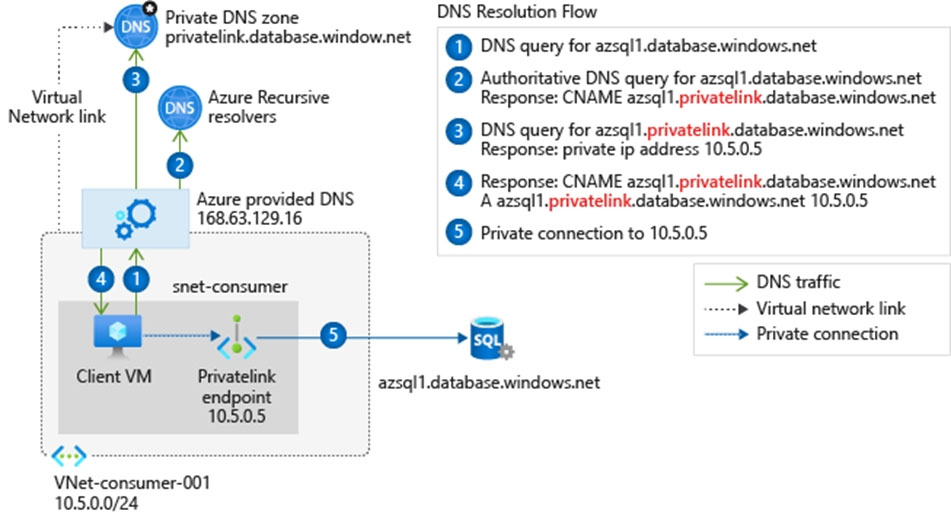 DNS
Private DNS zone
privatelink.database.window.net
3
Virtual
Network link
DNS
Azure Recursive
resolvers
2
Azure provided DNS
168.63.129.16
4
1
snet-consumer
Client VM
Privatelink
endpoint
10.5.0.5
5
SQL
azsql1.database.windows.net
VNet-consumer-001
10.5.0.0/24
DNS Resolution Flow
1 DNS query for azsql1.database.windows.net
2 Authoritative DNS query for azsql1.database.windows.net
Response: CNAME azsql1.privatelink.database.windows.net
3 DNS query for azsql1.privatelink.database.windows.net
Response: private ip address 10.5.0.5
4 Response: CNAME azsql1.privatelink.database.windows.net
A azsql1.privatelink.database.windows.net 10.5.0.5
5 Private connection to 10.5.0.5
DNS traffic
Virtual network link
Private connection